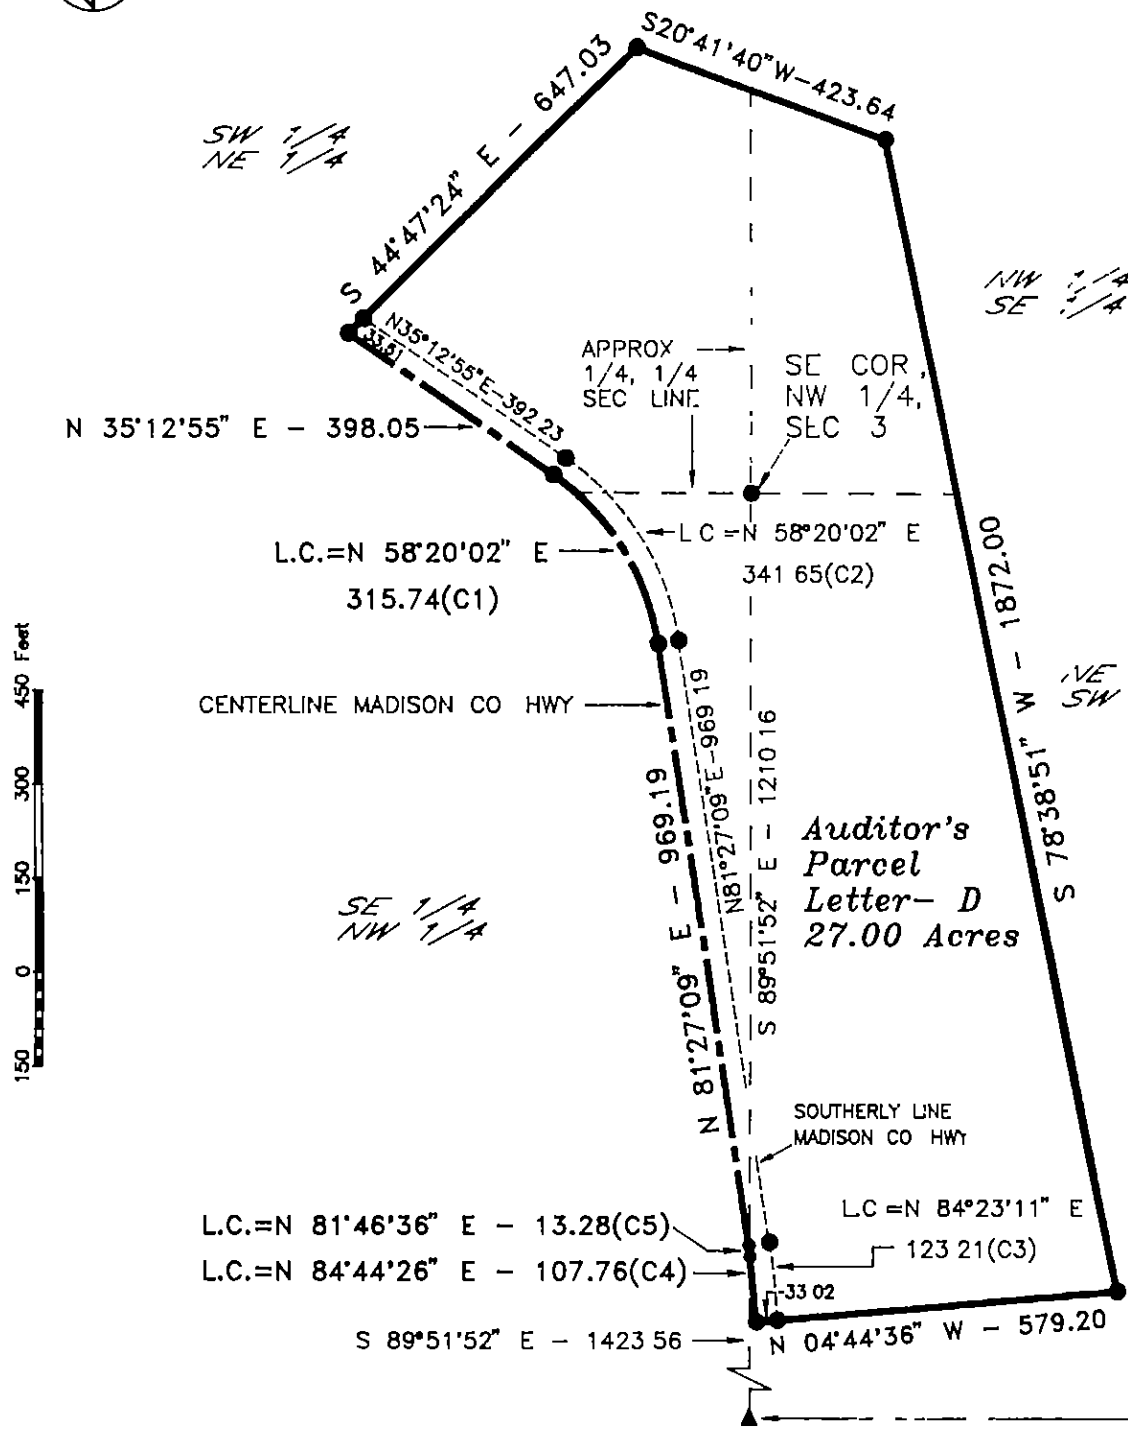 S20°41'40"W-423.64
S 44°47'24" E - 647.03
SW 1/4
NE 1/4
NW 1/4
SE 1/4
33.51
N35°12'55"E-392 23
APPROX
1/4, 1/4
SEC LINE
SE COR,
NW 1/4,
SEC 3
N 35°12'55" E - 398.05
L.C.=N 58°20'02" E
315.74(C1)
L C =N 58°20'02" E
341 65(C2)
S 78°38'51" W - 1872.00
450 Feet
300
150
0
150
CENTERLINE MADISON CO HWY
NE
SW
N 81°27'09" E - 969.19
N81°27'09"E-969 19
S 89°51'52" E - 1210 16
Auditor's
Parcel
Letter- D
27.00 Acres
SE 1/4
NW 1/4
SOUTHERLY LINE
MADISON CO HWY
L.C.=N 81°46'36" E - 13.28(C5)
L.C.=N 84°44'26" E - 107.76(C4)
L.C =N 84°23'11" E
123 21(C3)
33 02
S 89°51'52" E - 1423 56
N 04°44'36" W - 579.20